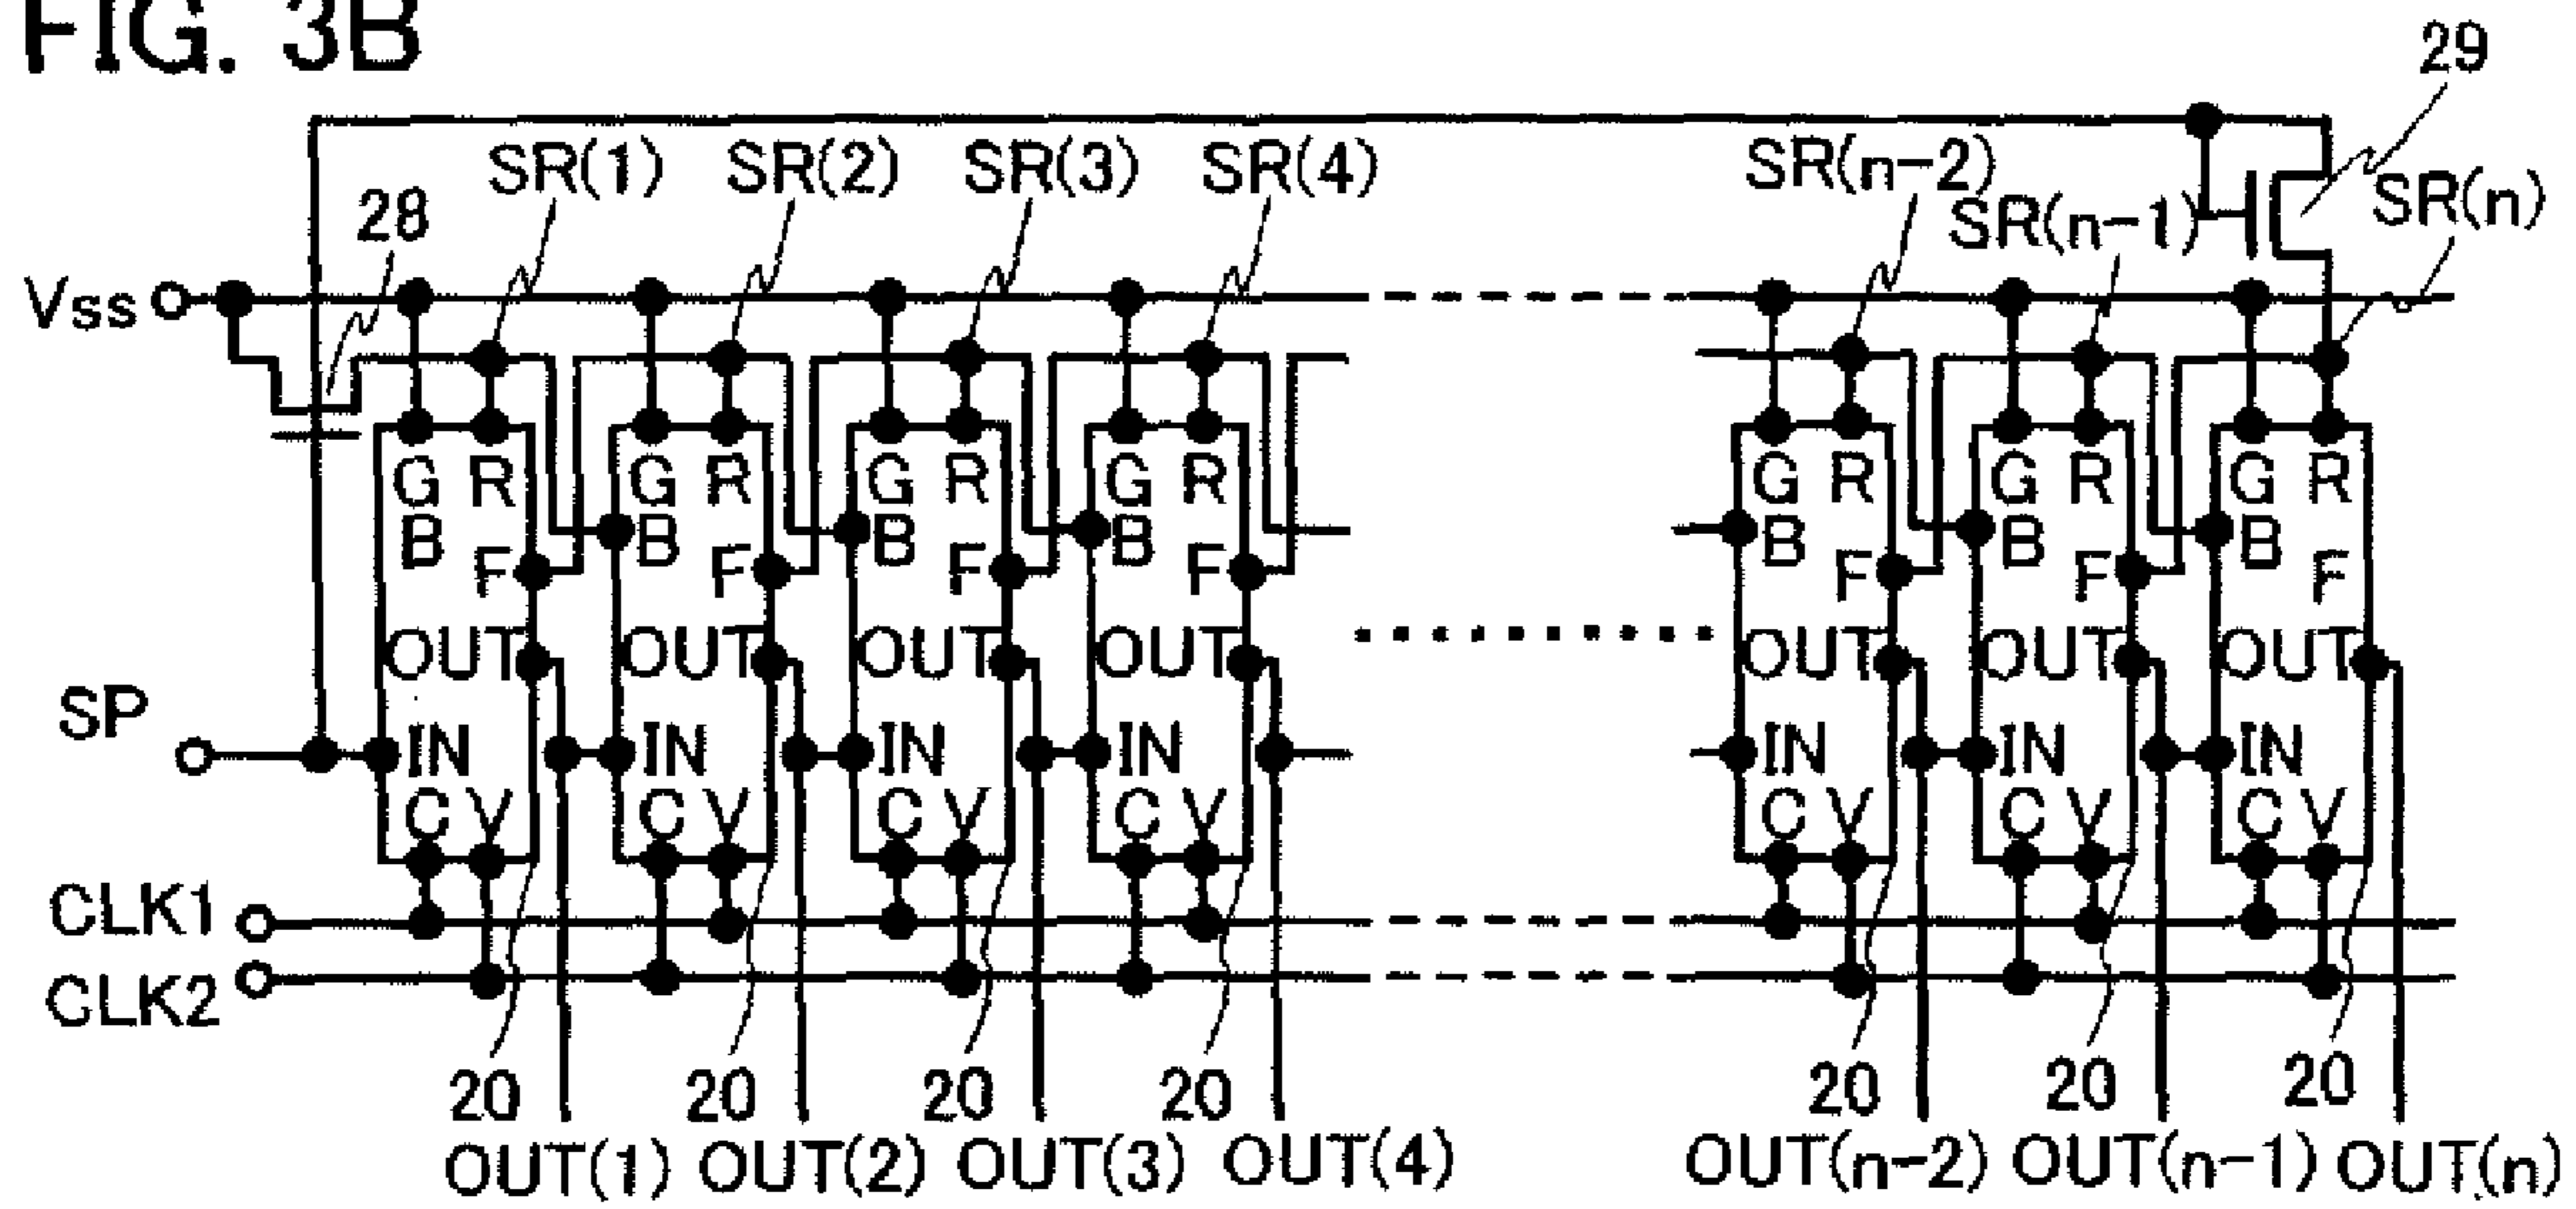 FIG. 3B
29
SR(1) SR(2) SR(3) SR(4) SR(n-2) SR(n-1) SR(n)
28
Vss
G R G R G R G R G R G R G R
B B B B B B B
F F F F F F F
OUT OUT OUT OUT OUT OUT OUT
SP
IN IN IN IN IN IN IN
C V C V C V C V C V C V C V
CLK1
CLK2
20 20 20 20 20 20 20
OUT(1) OUT(2) OUT(3) OUT(4) OUT(n-2) OUT(n-1) OUT(n)